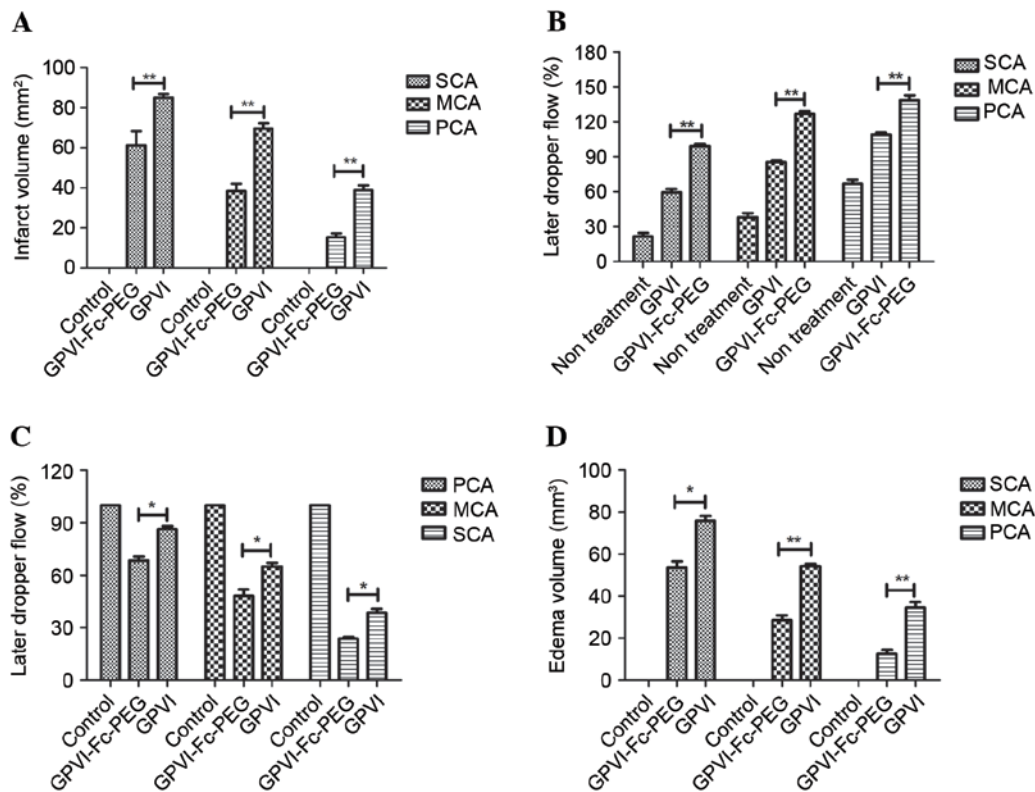 A
Infarct volume (mm²)
100
80
60
40
20
0
**
**
**
SCA
MCA
PCA
Control
GPVI-Fc-PEG
GPVI
Control
GPVI-Fc-PEG
GPVI
Control
GPVI-Fc-PEG
GPVI
B
Later dropper flow (%)
180
150
120
90
60
30
0
**
**
**
SCA
MCA
PCA
Non treatment
GPVI
GPVI-Fc-PEG
Non treatment
GPVI
GPVI-Fc-PEG
Non treatment
GPVI
GPVI-Fc-PEG
C
Later dropper flow (%)
120
90
60
30
0
*
*
*
PCA
MCA
SCA
Control
GPVI-Fc-PEG
GPVI
Control
GPVI-Fc-PEG
GPVI
Control
GPVI-Fc-PEG
GPVI
D
Edema volume (mm³)
100
80
60
40
20
0
*
**
**
SCA
MCA
PCA
Control
GPVI-Fc-PEG
GPVI
Control
GPVI-Fc-PEG
GPVI
Control
GPVI-Fc-PEG
GPVI